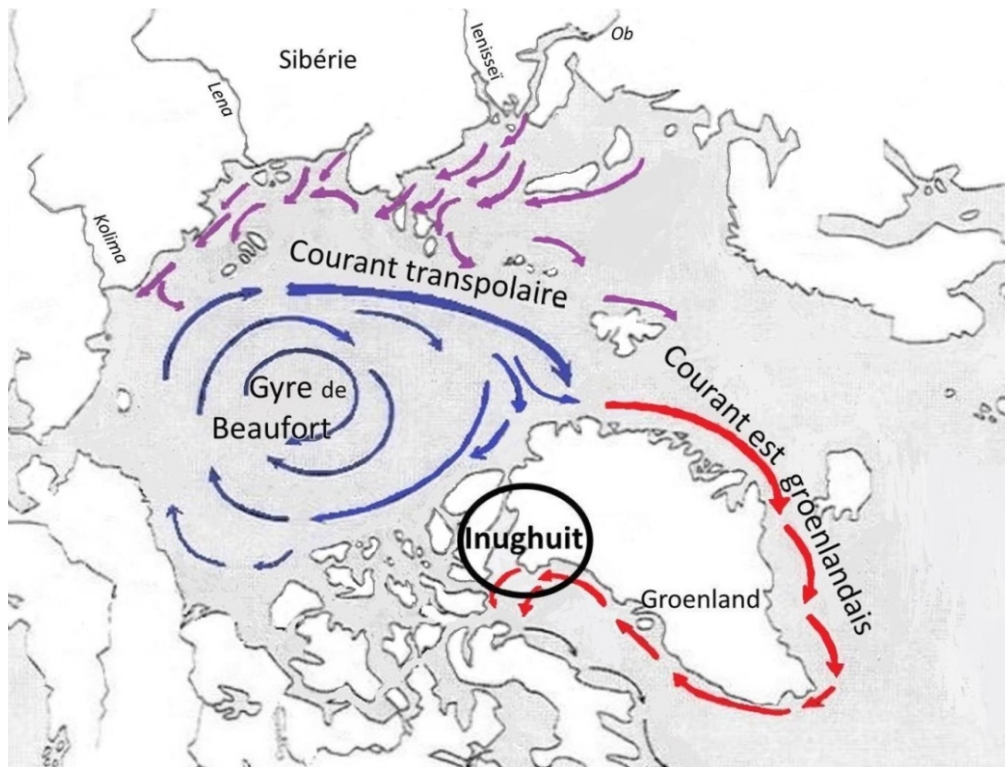 Sibérie
Ienisseï
Ob
Lena
Kolima
Courant transpolaire
Gyre de
Beaufort
Courant est groenlandais
Inughuit
Groenland